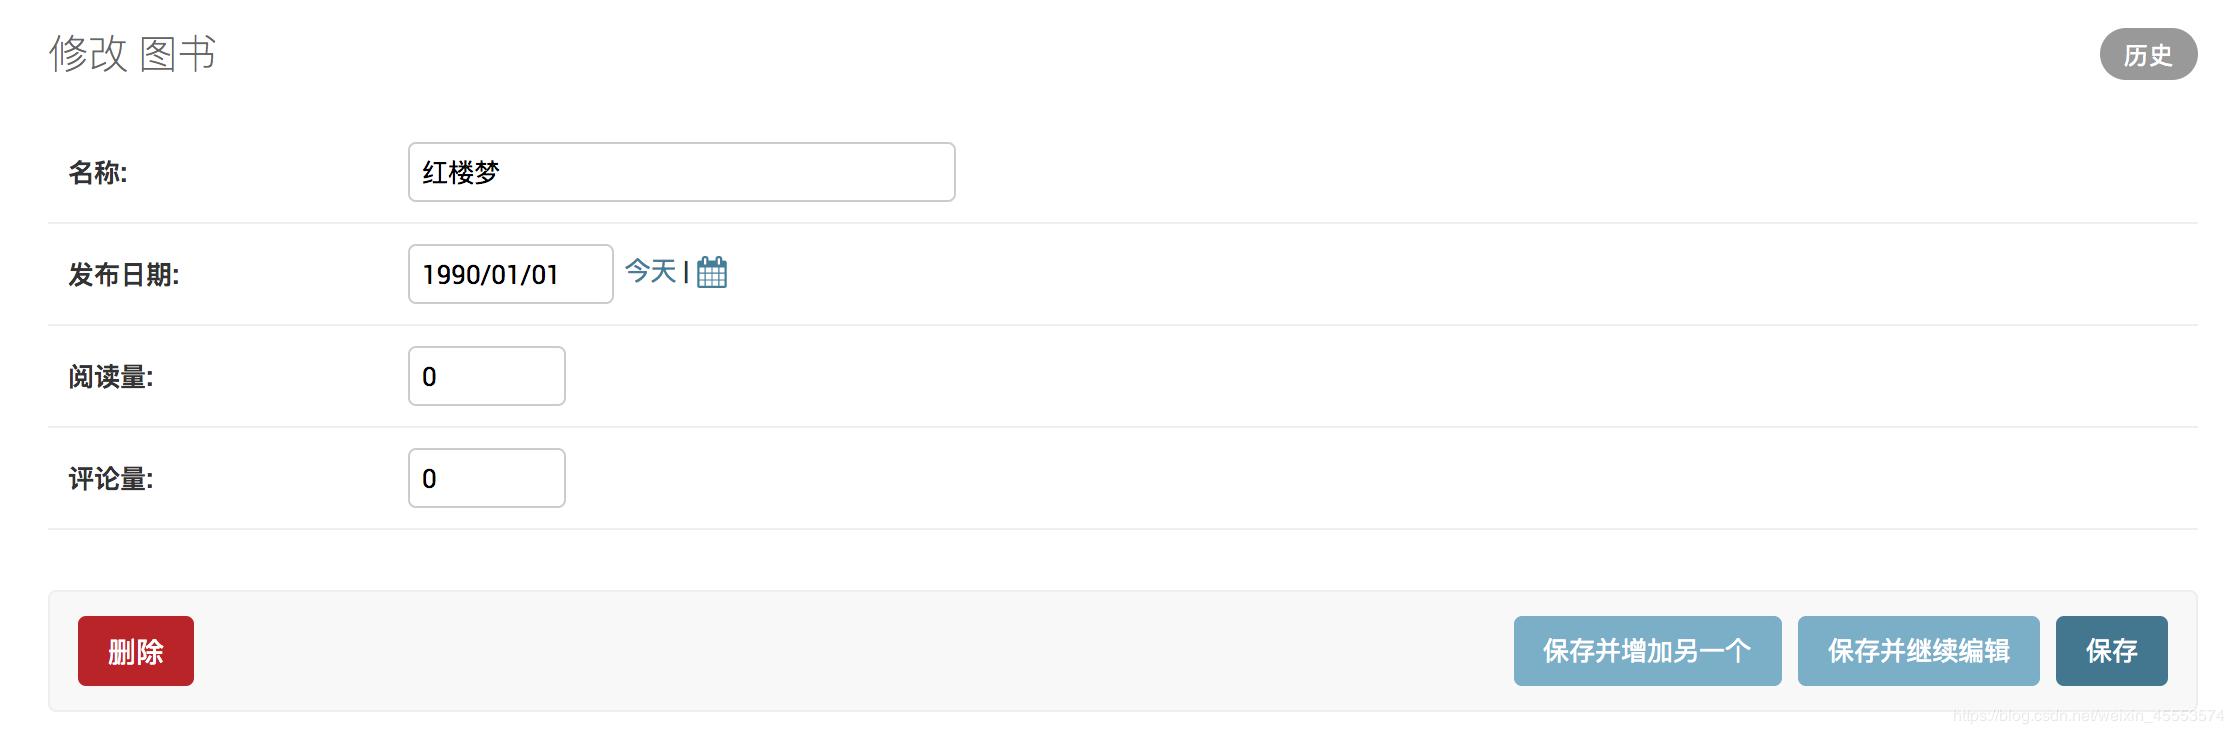 修改 图书
历史
名称: 红楼梦
发布日期: 1990/01/01 今天 |
阅读量: 0
评论量: 0
删除 保存并增加另一个 保存并继续编辑 保存
https://blog.csdn.net/weixin_45553574